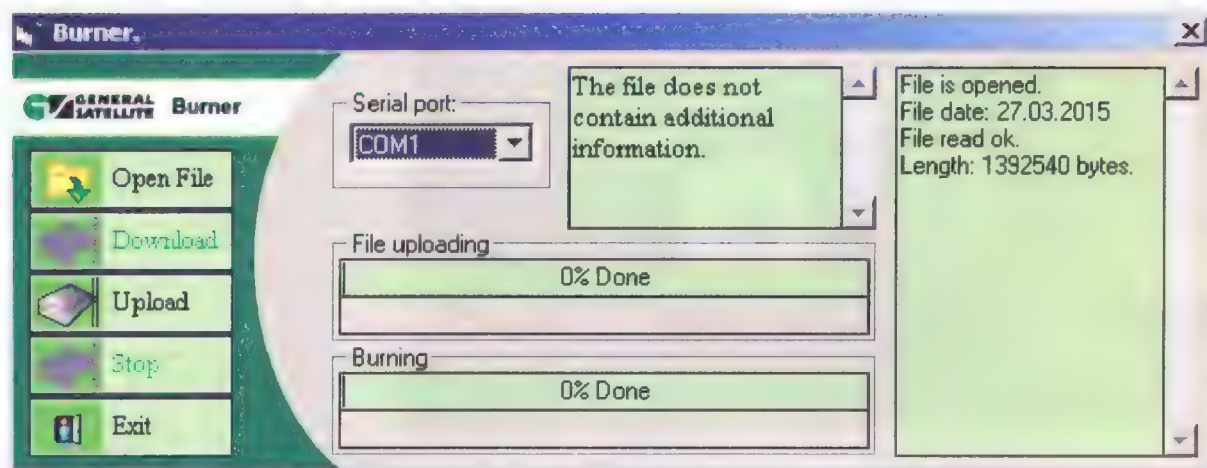 Burner.
GENERAL
SATELLITE
Burner
Open File
Download
Upload
Stop
Exit
Serial port:
COM1
The file does not
contain additional
information.
File uploading
0% Done
Burning
0% Done
File is opened.
File date: 27.03.2015
File read ok.
Length: 1392540 bytes.